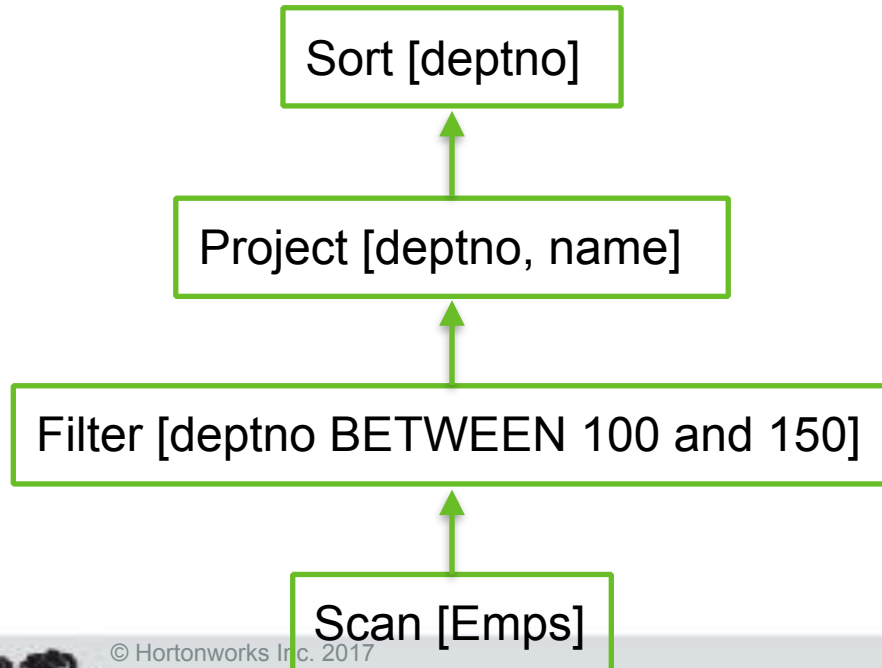 Sort [deptno]
Project [deptno, name]
Filter [deptno BETWEEN 100 and 150]
Scan [Emps]
© Hortonworks Inc. 2017